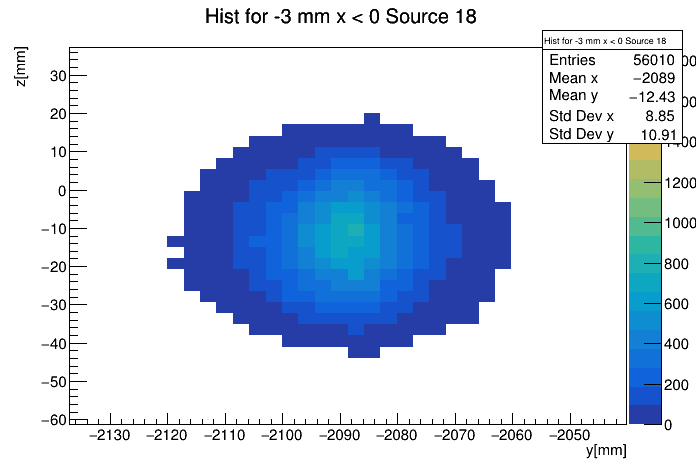 Hist for -3 mm x < 0 Source 18
z[mm]
Hist for -3 mm x < 0 Source 18
Entries 56010
Mean x −2089
Mean y −12.43
Std Dev x 8.85
Std Dev y 10.91
30
20
10
0
−10
−20
−30
−40
−50
−60
1200
1000
800
600
400
200
0
−2130 −2120 −2110 −2100 −2090 −2080 −2070 −2060 −2050
y[mm]